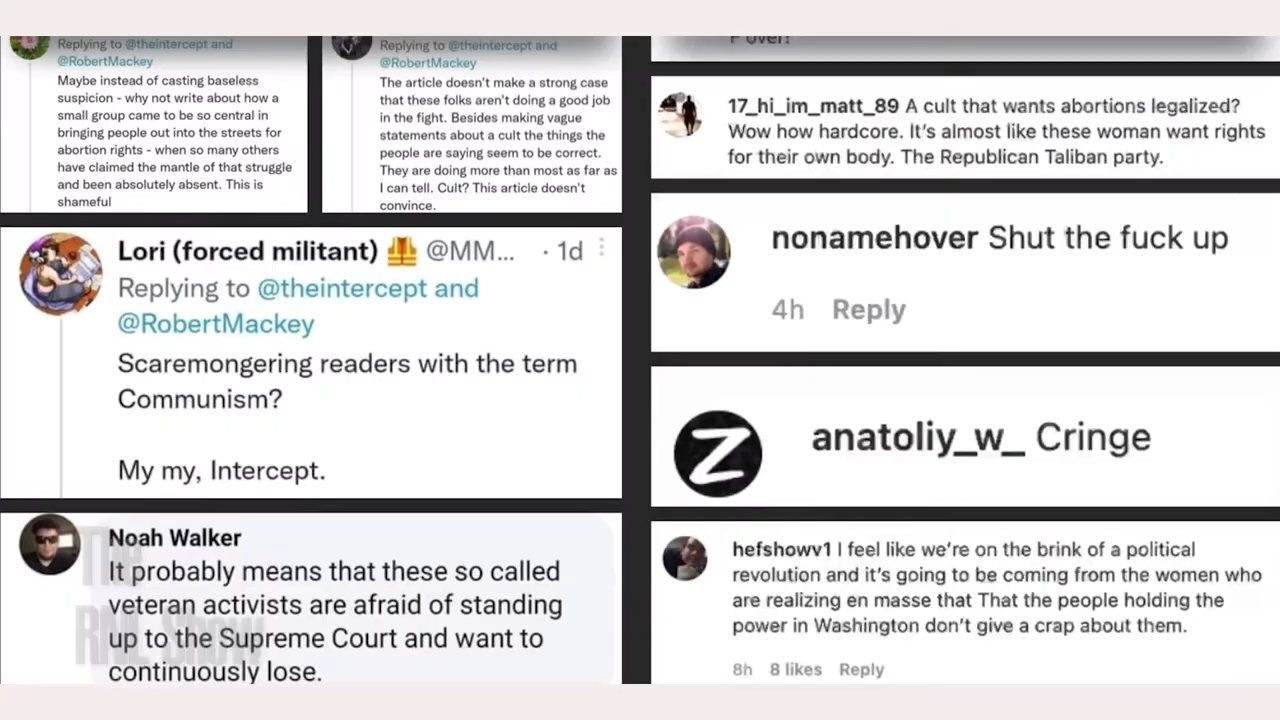 Replying to @theintercept and
@RobertMackey
Maybe instead of casting baseless
suspicion - why not write about how a
small group came to be so central in
bringing people out into the streets for
abortion rights - when so many others
have claimed the mantle of that struggle
and been absolutely absent. This is
shameful
Replying to @theintercept and
@RobertMackey
The article doesn't make a strong case
that these folks aren't doing a good job
in the fight. Besides making vague
statements about a cult the things the
people are saying seem to be correct.
They are doing more than most as far as
I can tell. Cult? This article doesn't
convince.
Lori (forced militant) 🦺 @MM... · 1d
Replying to @theintercept and
@RobertMackey
Scaremongering readers with the term
Communism?
My my, Intercept.
Noah Walker
It probably means that these so called
veteran activists are afraid of standing
up to the Supreme Court and want to
continuously lose.
The
RNL Show
over!
17_hi_im_matt_89 A cult that wants abortions legalized?
Wow how hardcore. It's almost like these woman want rights
for their own body. The Republican Taliban party.
nonamehover Shut the fuck up
4h Reply
Z
anatoliy_w_ Cringe
hefshowv1 I feel like we're on the brink of a political
revolution and it's going to be coming from the women who
are realizing en masse that That the people holding the
power in Washington don't give a crap about them.
8h 8 likes Reply